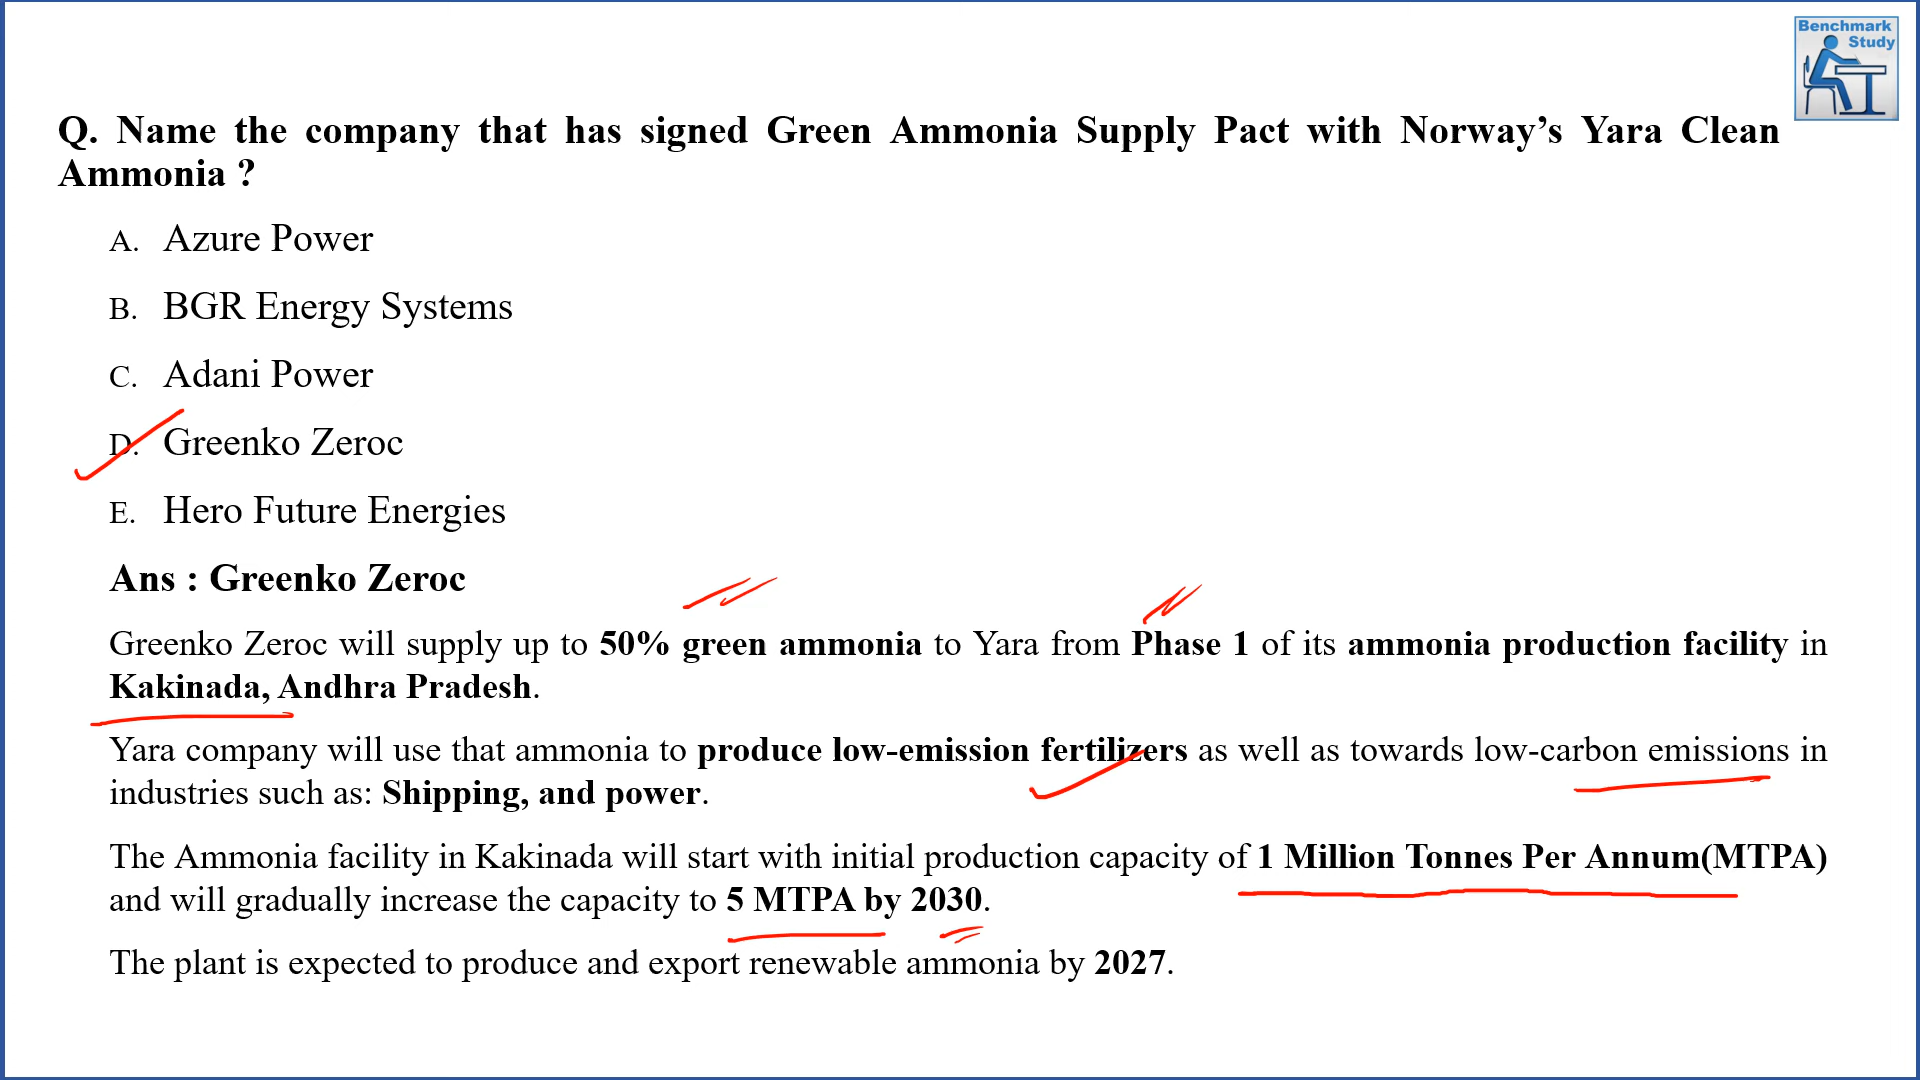 Benchmark
Study
Q. Name the company that has signed Green Ammonia Supply Pact with Norway’s Yara Clean
Ammonia ?
A. Azure Power
B. BGR Energy Systems
C. Adani Power
D. Greenko Zeroc
E. Hero Future Energies
Ans : Greenko Zeroc
Greenko Zeroc will supply up to 50% green ammonia to Yara from Phase 1 of its ammonia production facility in
Kakinada, Andhra Pradesh.
Yara company will use that ammonia to produce low-emission fertilizers as well as towards low-carbon emissions in
industries such as: Shipping, and power.
The Ammonia facility in Kakinada will start with initial production capacity of 1 Million Tonnes Per Annum(MTPA)
and will gradually increase the capacity to 5 MTPA by 2030.
The plant is expected to produce and export renewable ammonia by 2027.